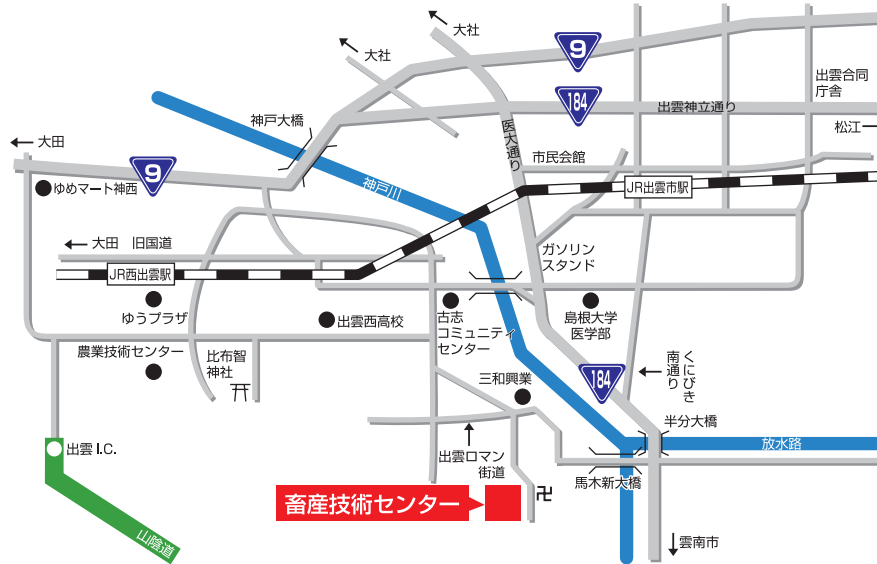 大社
大社
9
出雲合同
庁舎
184
出雲神立通り
神戸大橋
医大通り
松江
大田
市民会館
9
神戸川
JR出雲市駅
ゆめマート神西
大田 旧国道
ガソリン
スタンド
JR西出雲駅
ゆうプラザ
出雲西高校
古志
コミュニティ
センター
島根大学
医学部
農業技術センター
比布智
神社
三和興業
184
くにびき
南通り
半分大橋
出雲I.C.
出雲ロマン
街道
放水路
馬木新大橋
畜産技術センター
卍
山陰道
雲南市